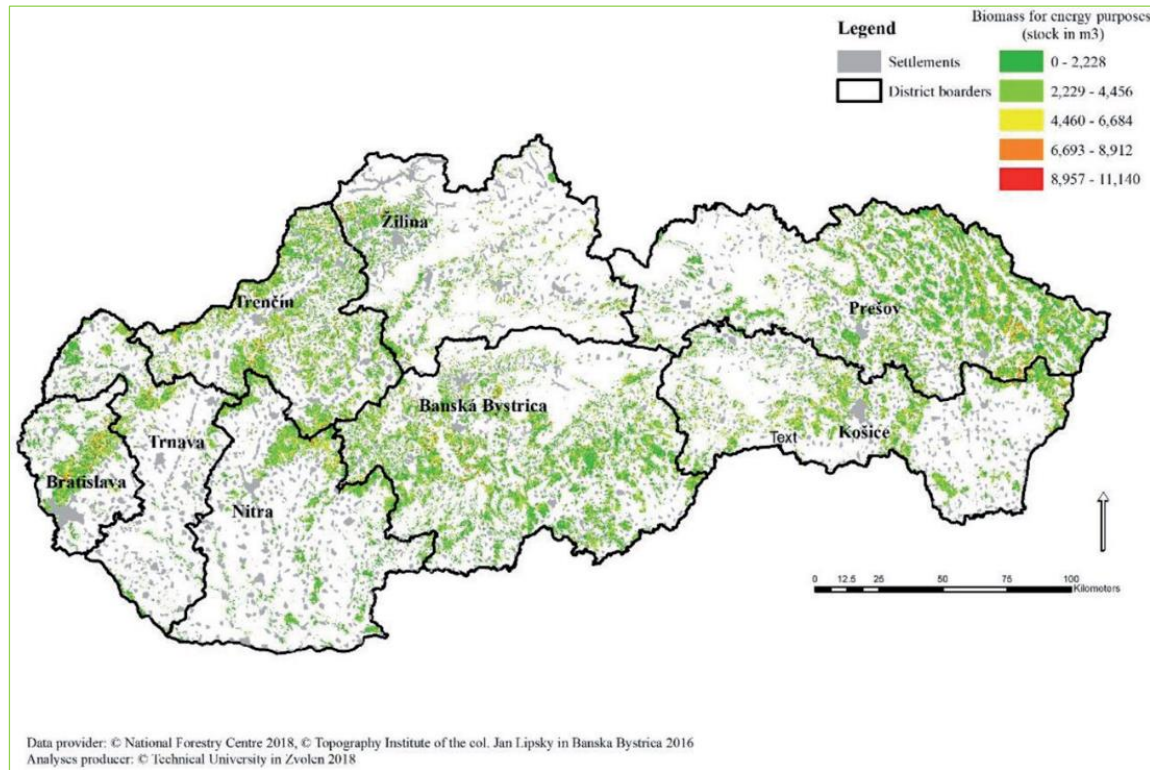 Legend
Settlements
District boarders
Biomass for energy purposes
(stock in m3)
0 - 2,228
2,229 - 4,456
4,460 - 6,684
6,693 - 8,912
8,957 - 11,140
Žilina
Trenčín
Prešov
Banská Bystrica
Trnava
Text
Košice
Bratislava
Nitra
0 12.5 25 50 75 100
Kilometers
Data provider: © National Forestry Centre 2018, © Topography Institute of the col. Jan Lipsky in Banska Bystrica 2016
Analyses producer: © Technical University in Zvolen 2018